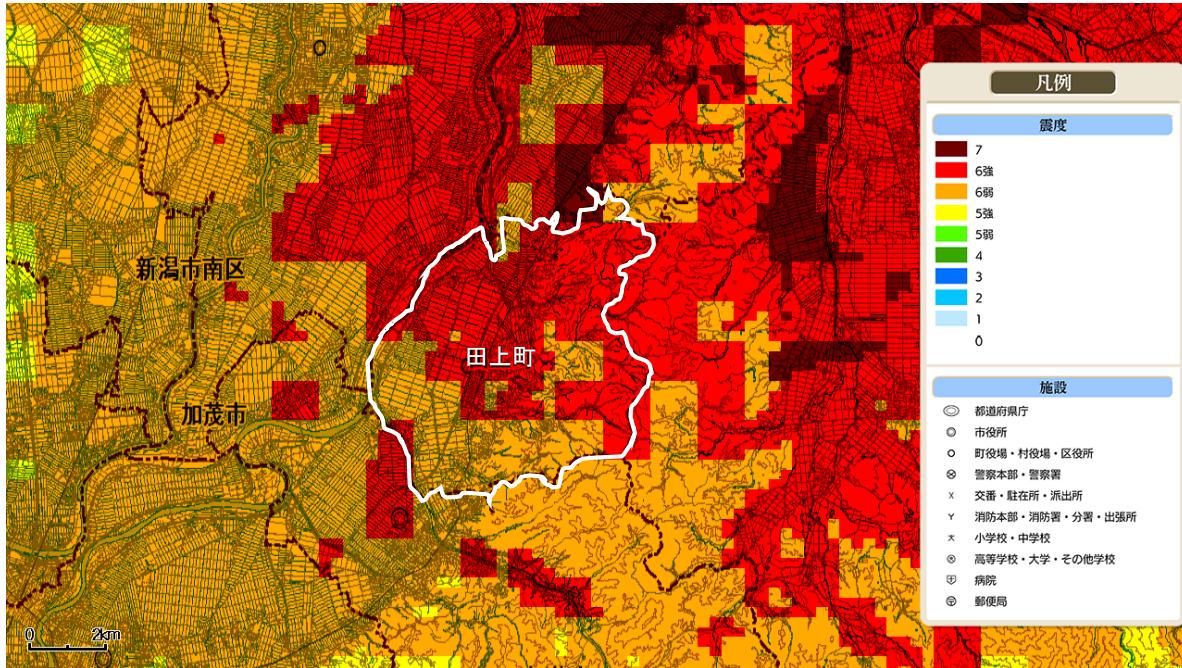 新潟市南区
田上町
加茂市
0 2km
凡例
震度
7
6強
6弱
5強
5弱
4
3
2
1
0
施設
都道府県庁
市役所
町役場・村役場・区役所
警察本部・警察署
交番・駐在所・派出所
消防本部・消防署・分署・出張所
小学校・中学校
高等学校・大学・その他学校
病院
郵便局